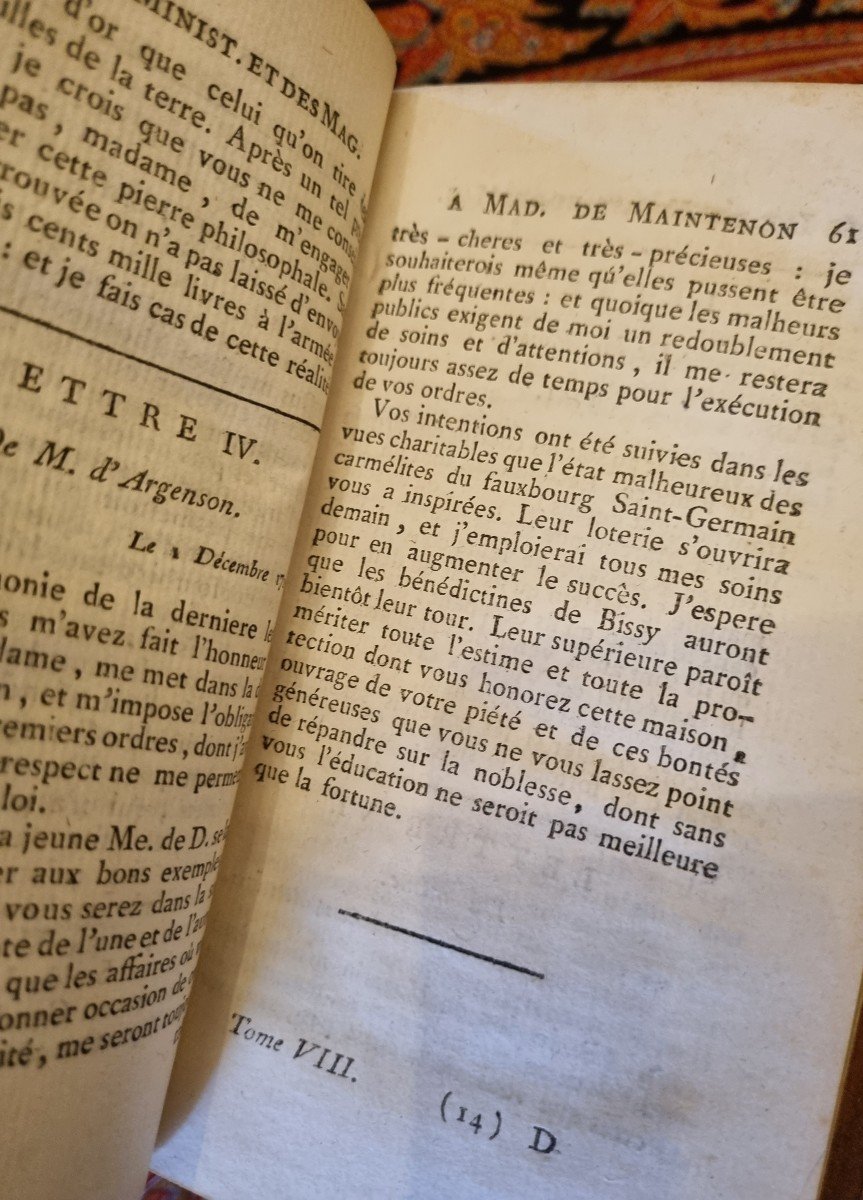 MINIST. ET DES MAG.
d'or que celui qu'on tire
illes de la terre. Après un tel
je crois que vous ne me
pas, madame, de m'engager
er cette pierre philosophale.
rouvée on n'a pas laissé d'envo
s cents mille livres à l'armée
: et je fais cas de cette réalité
ETTRE IV.
De M. d'Argenson.
Le 1 Décembre
monie de la derniere
s m'avez fait l'honneur
dame, me met dans la
n, et m'impose l'oblig
remiers ordres, dont j'a
respect ne me perme
loi.
a jeune Me. de D.
er aux bons exemple
vous serez dans la
te de l'une et de l'au
que les affaires où
onner occasion de
ité, me seront
A MAD. DE MAINTENON 61
très-cheres et très-précieuses : je
souhaiterois même qu'elles pussent être
plus fréquentes : et quoique les malheurs
publics exigent de moi un redoublement
de soins et d'attentions, il me restera
toujours assez de temps pour l'exécution
de vos ordres.
Vos intentions ont été suivies dans les
vues charitables que l'état malheureux des
carmélites du fauxbourg Saint-Germain
vous a inspirées. Leur loterie s'ouvrira
demain, et j'emploierai tous mes soins
pour en augmenter le succès. J'espere
que les bénédictines de Bissy auront
bientôt leur tour. Leur supérieure paroît
mériter toute l'estime et toute la pro-
tection dont vous honorez cette maison,
ouvrage de votre piété et de ces bontés
généreuses que vous ne vous lassez point
de répandre sur la noblesse, dont sans
vous l'éducation ne seroit pas meilleure
que la fortune.
Tome VIII.
(14) D